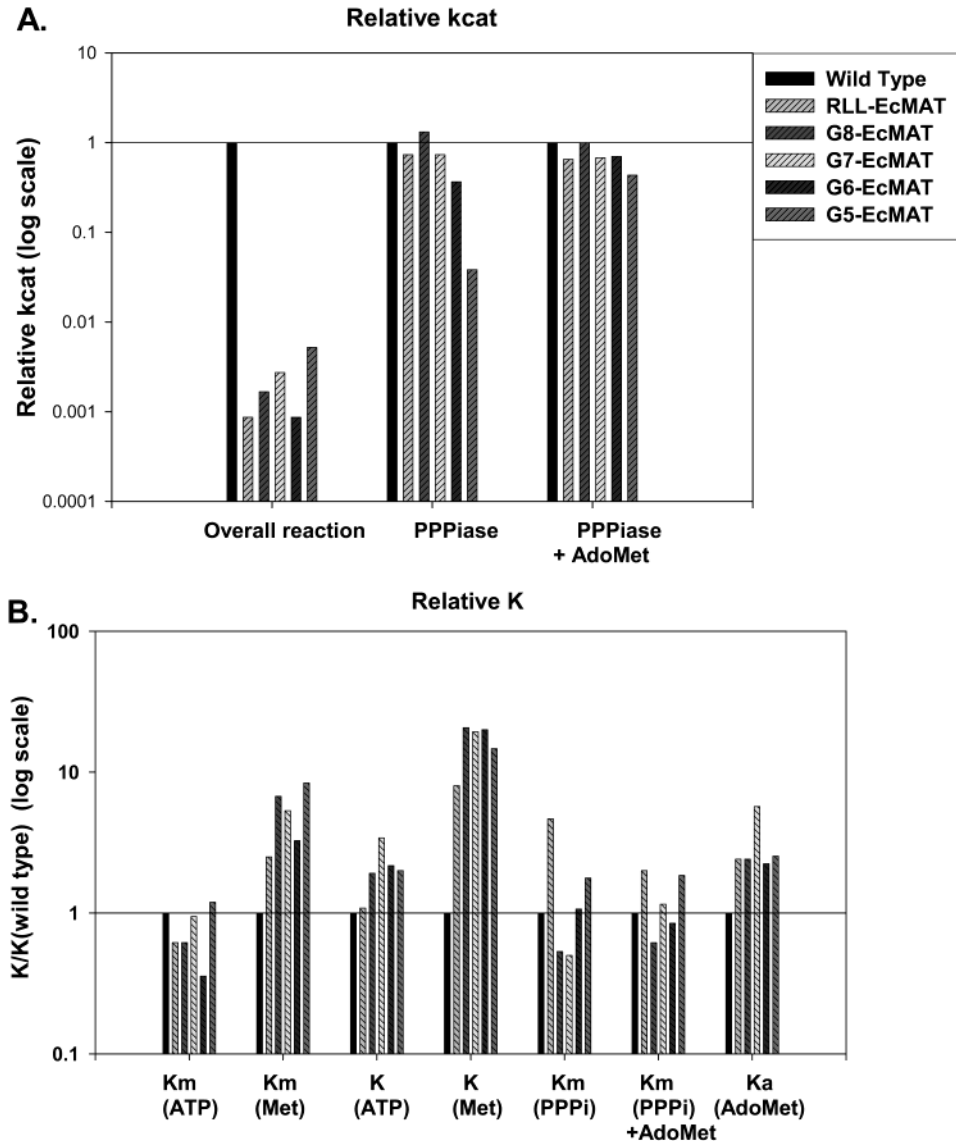 A.
Relative kcat
10
1
0.1
0.01
0.001
0.0001
Relative kcat (log scale)
Overall reaction
PPPiase
PPPiase
+ AdoMet
Wild Type
RLL-EcMAT
G8-EcMAT
G7-EcMAT
G6-EcMAT
G5-EcMAT
B.
Relative K
100
10
1
0.1
K/K(wild type) (log scale)
Km
(ATP)
Km
(Met)
K
(ATP)
K
(Met)
Km
(PPPi)
Km
(PPPi)
+AdoMet
Ka
(AdoMet)